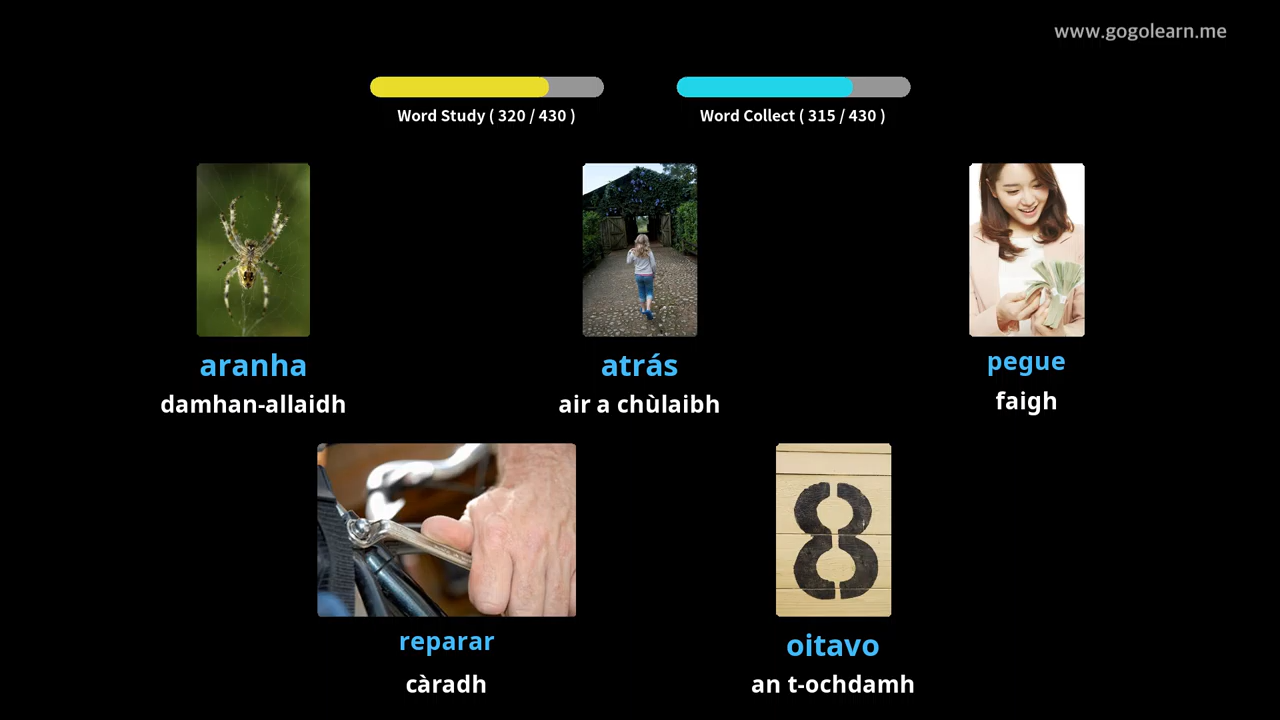 www.gogolearn.me
Word Study ( 320 / 430 )
Word Collect ( 315 / 430 )
aranha
damhan-allaidh
atrás
air a chùlaibh
pegue
faigh
reparar
càradh
8
oitavo
an t-ochdamh